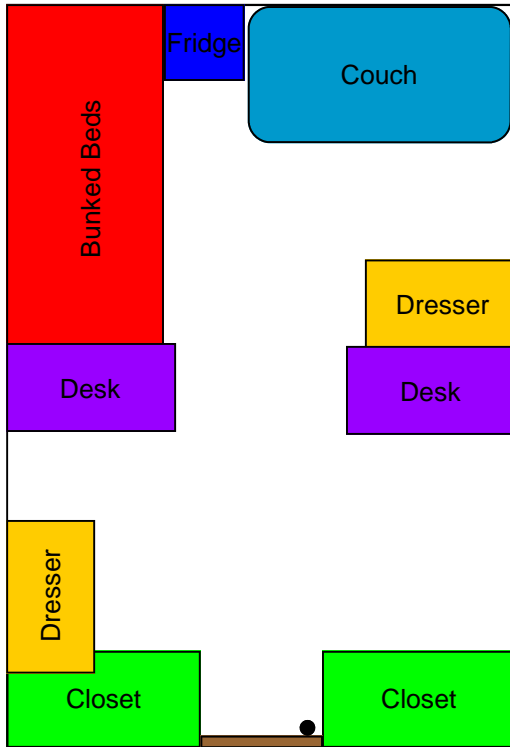 Fridge
Couch
Bunked Beds
Dresser
Desk
Desk
Dresser
Closet
Closet